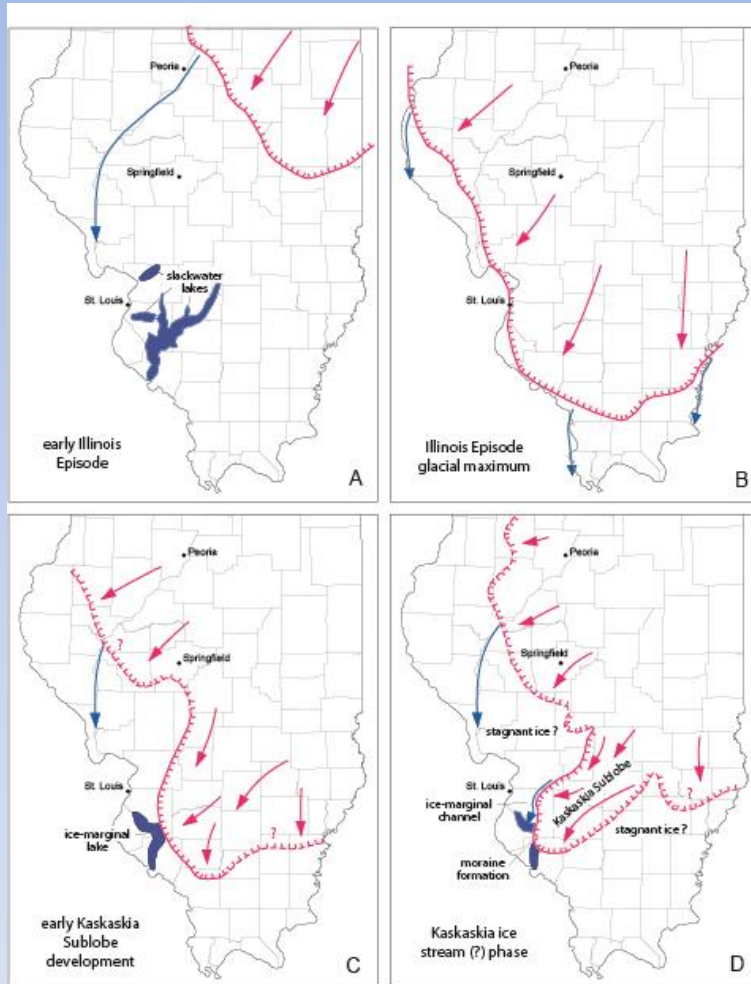 Peoria
Springfield
slackwater
lakes
St. Louis
early Illinois
Episode
A
Peoria
Springfield
St. Louis
Illinois Episode
glacial maximum
B
Peoria
?
Springfield
St. Louis
ice-marginal
lake
?
early Kaskaskia
Sublobe
development
C
Peoria
Springfield
stagnant ice ?
St. Louis
Kaskaskia Sublobe
?
ice-marginal
channel
stagnant ice ?
moraine
formation
Kaskaskia ice
stream (?) phase
D